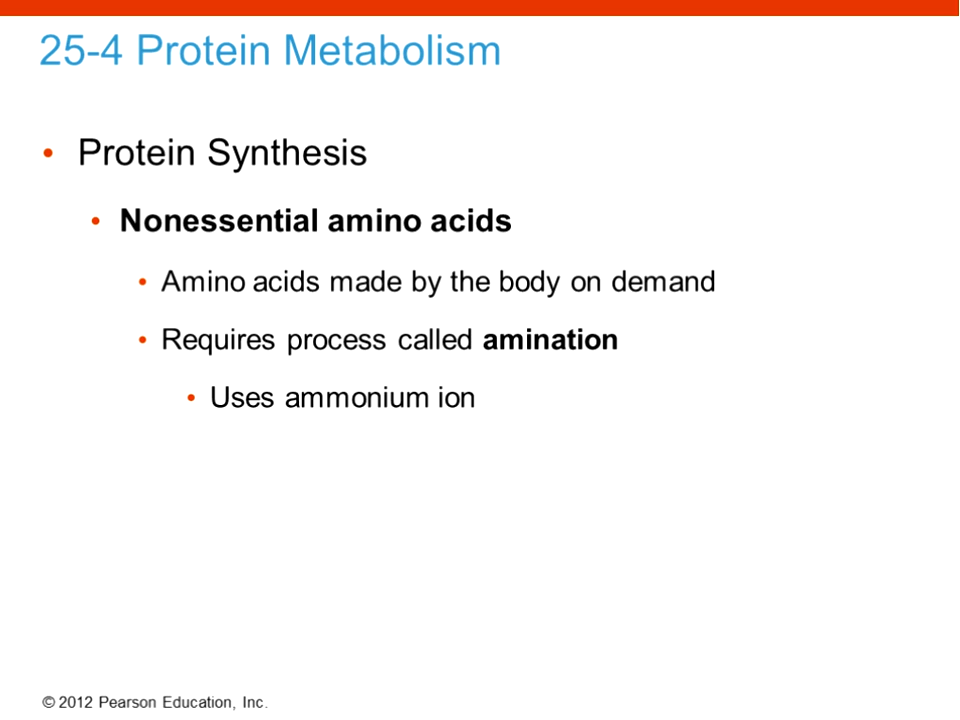 25-4 Protein Metabolism
• Protein Synthesis
• Nonessential amino acids
• Amino acids made by the body on demand
• Requires process called amination
• Uses ammonium ion
© 2012 Pearson Education, Inc.